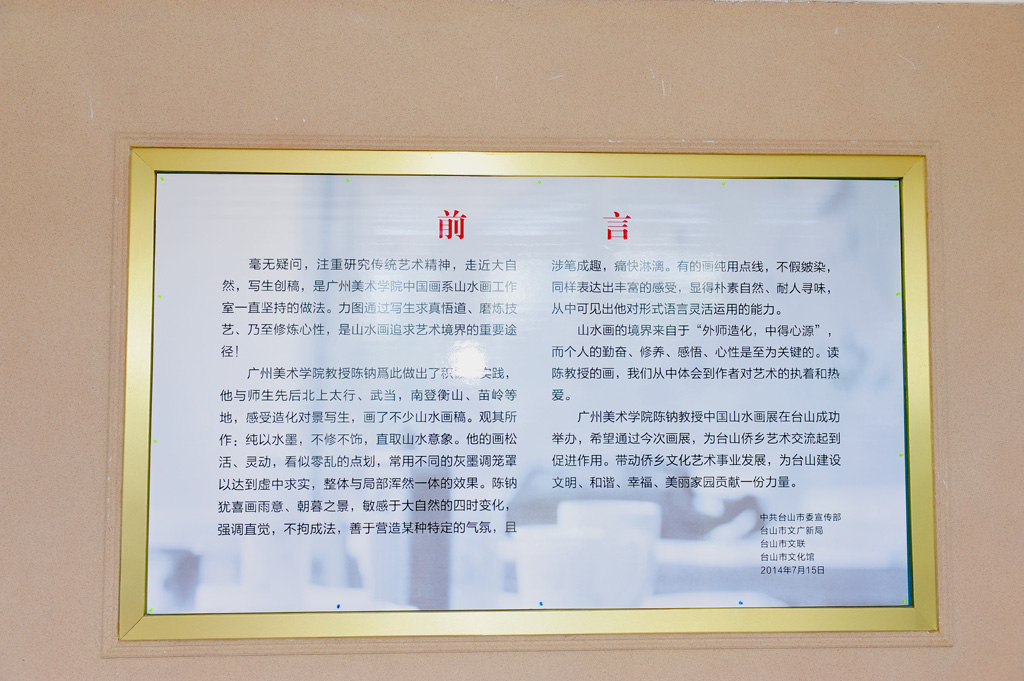 前言
毫无疑问，注重研究传统艺术精神，走近大自
然，写生创稿，是广州美术学院中国画系山水画工作
室一直坚持的做法。力图通过写生求真悟道、磨炼技
艺、乃至修炼心性，是山水画追求艺术境界的重要途
径！
广州美术学院教授陈钠爲此做出了积 实践，
他与师生先后北上太行、武当，南登衡山、苗岭等
地，感受造化对景写生，画了不少山水画稿。观其所
作：纯以水墨，不修不饰，直取山水意象。他的画松
活、灵动，看似零乱的点划，常用不同的灰墨调笼罩
以达到虚中求实，整体与局部浑然一体的效果。陈钠
犹喜画雨意、朝暮之景，敏感于大自然的四时变化，
强调直觉，不拘成法，善于营造某种特定的气氛，且
涉笔成趣，痛快淋漓。有的画纯用点线，不假皴染，
同样表达出丰富的感受，显得朴素自然、耐人寻味，
从中可见出他对形式语言灵活运用的能力。
山水画的境界来自于“外师造化，中得心源”，
而个人的勤奋、修养、感悟、心性是至为关键的。读
陈教授的画，我们从中体会到作者对艺术的执着和热
爱。
广州美术学院陈钠教授中国山水画展在台山成功
举办，希望通过今次画展，为台山侨乡艺术交流起到
促进作用。带动侨乡文化艺术事业发展，为台山建设
文明、和谐、幸福、美丽家园贡献一份力量。
中共台山市委宣传部
台山市文广新局
台山市文联
台山市文化馆
2014年7月15日